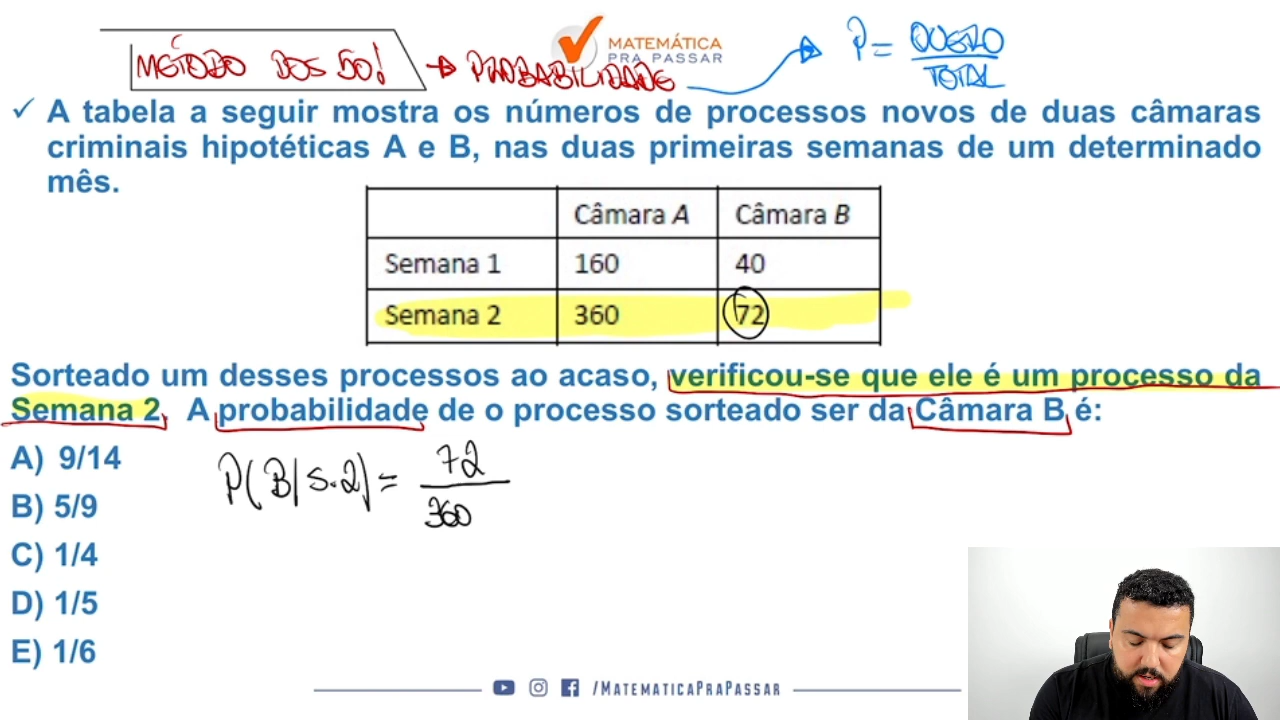 MÉTODO DOS 50! → PROBABILIDADE
MATEMÁTICA
PRA PASSAR
P = QUERO
TOTAL
✓ A tabela a seguir mostra os números de processos novos de duas câmaras
criminais hipotéticas A e B, nas duas primeiras semanas de um determinado
mês.
Câmara A Câmara B
Semana 1 160 40
Semana 2 360 72
Sorteado um desses processos ao acaso, verificou-se que ele é um processo da
Semana 2. A probabilidade de o processo sorteado ser da Câmara B é:
A) 9/14
B) 5/9
C) 1/4
D) 1/5
E) 1/6
P(B|S.2) = 72
360
/MATEMATICAPRAPASSAR